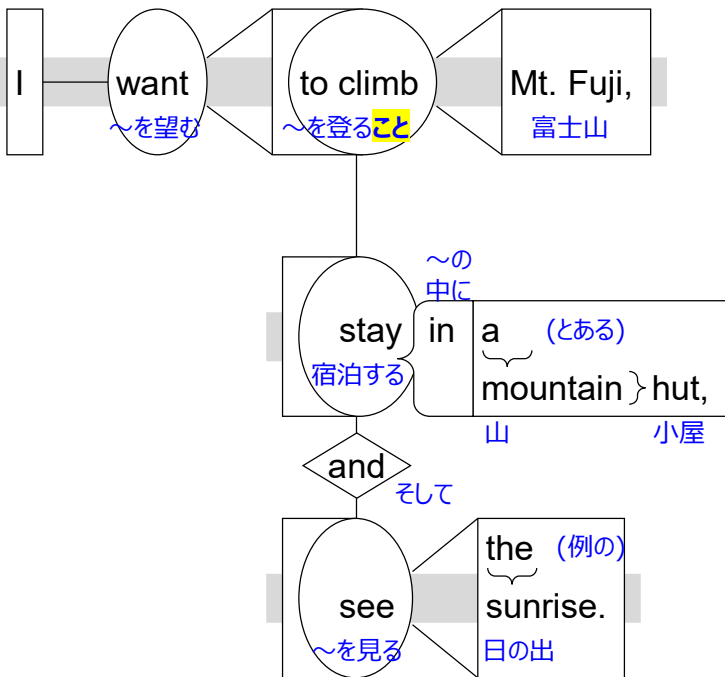 I want to climb Mt. Fuji,
～を望む ～を登ること 富士山
～の
中に
stay in a (とある)
宿泊する
mountain hut,
山 小屋
and
そして
the (例の)
see sunrise.
～を見る 日の出